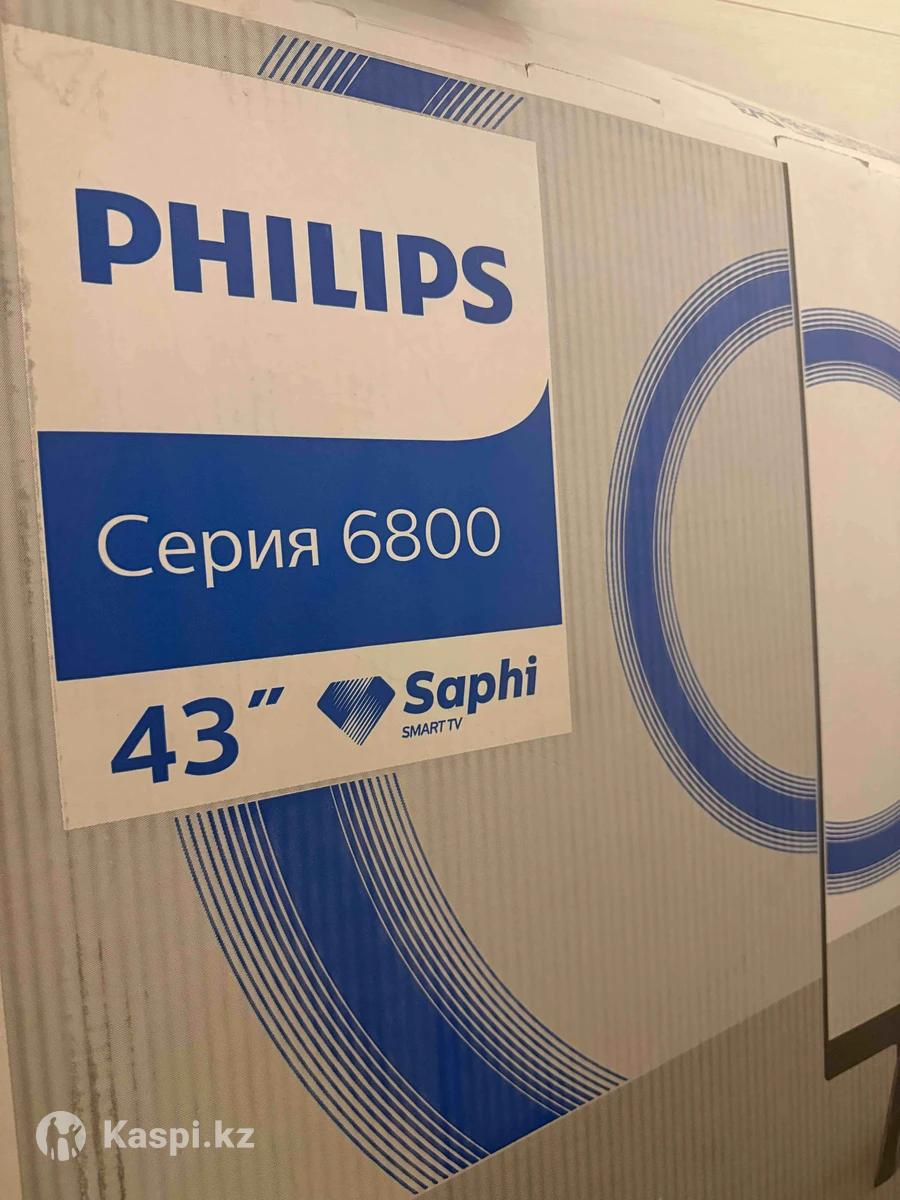 PHILIPS
Серия 6800
43"
Saphi
SMART TV
Kaspi.kz